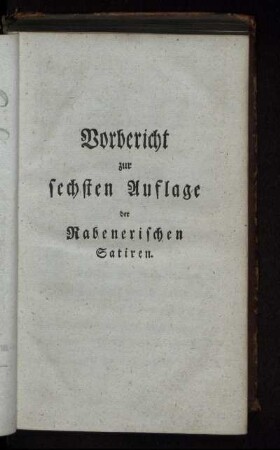 Vorbericht
zur
sechsten Auflage
der
Rabenerischen
Satiren.